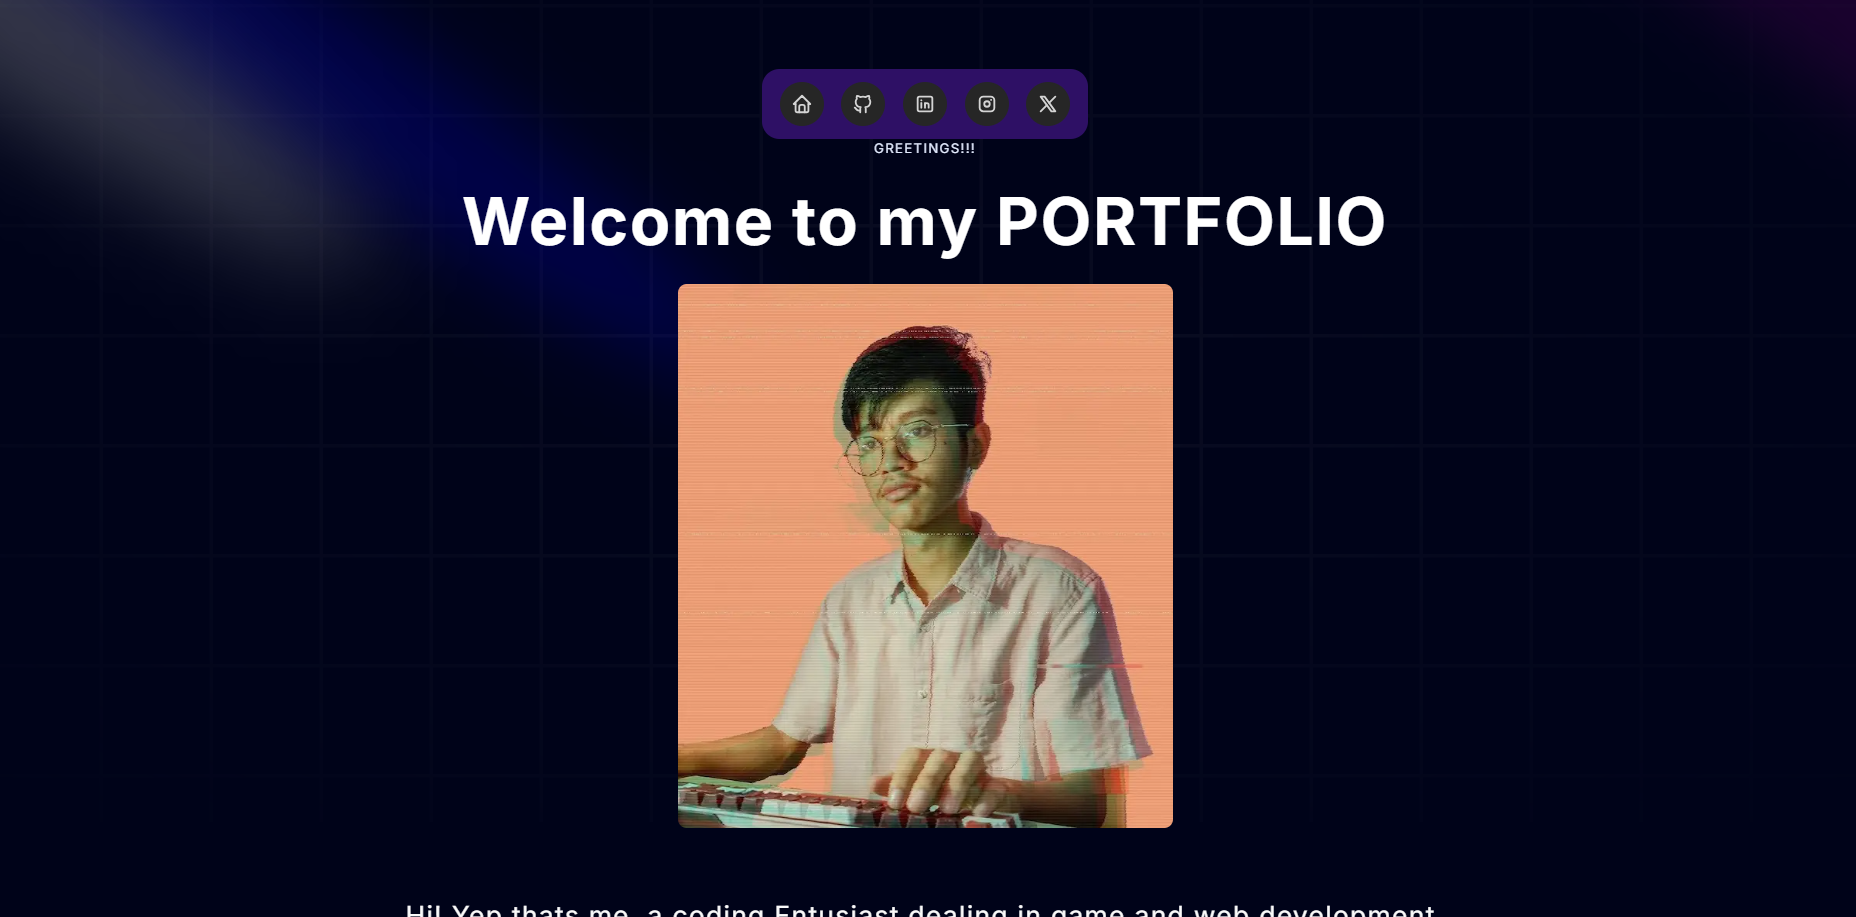 GREETINGS!!!
Welcome to my PORTFOLIO
Hi! Yep thats me, a coding Entusiast dealing in game and web development